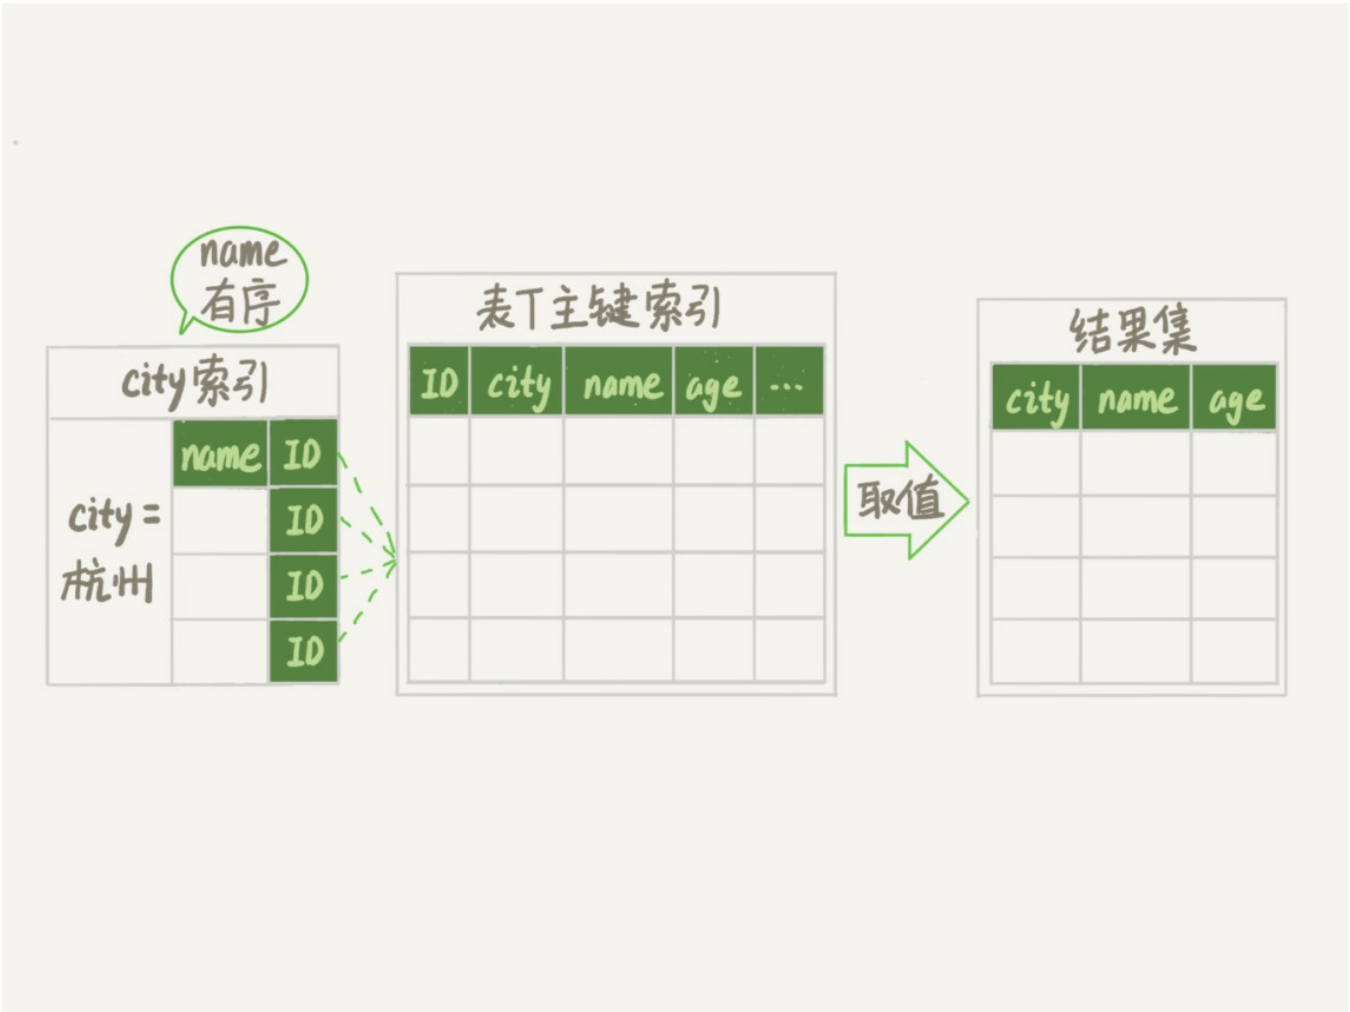 name
有序
city索引
name ID
city = ID
杭州 ID
ID
表T主键索引
ID city name age ...
取值
结果集
city name age